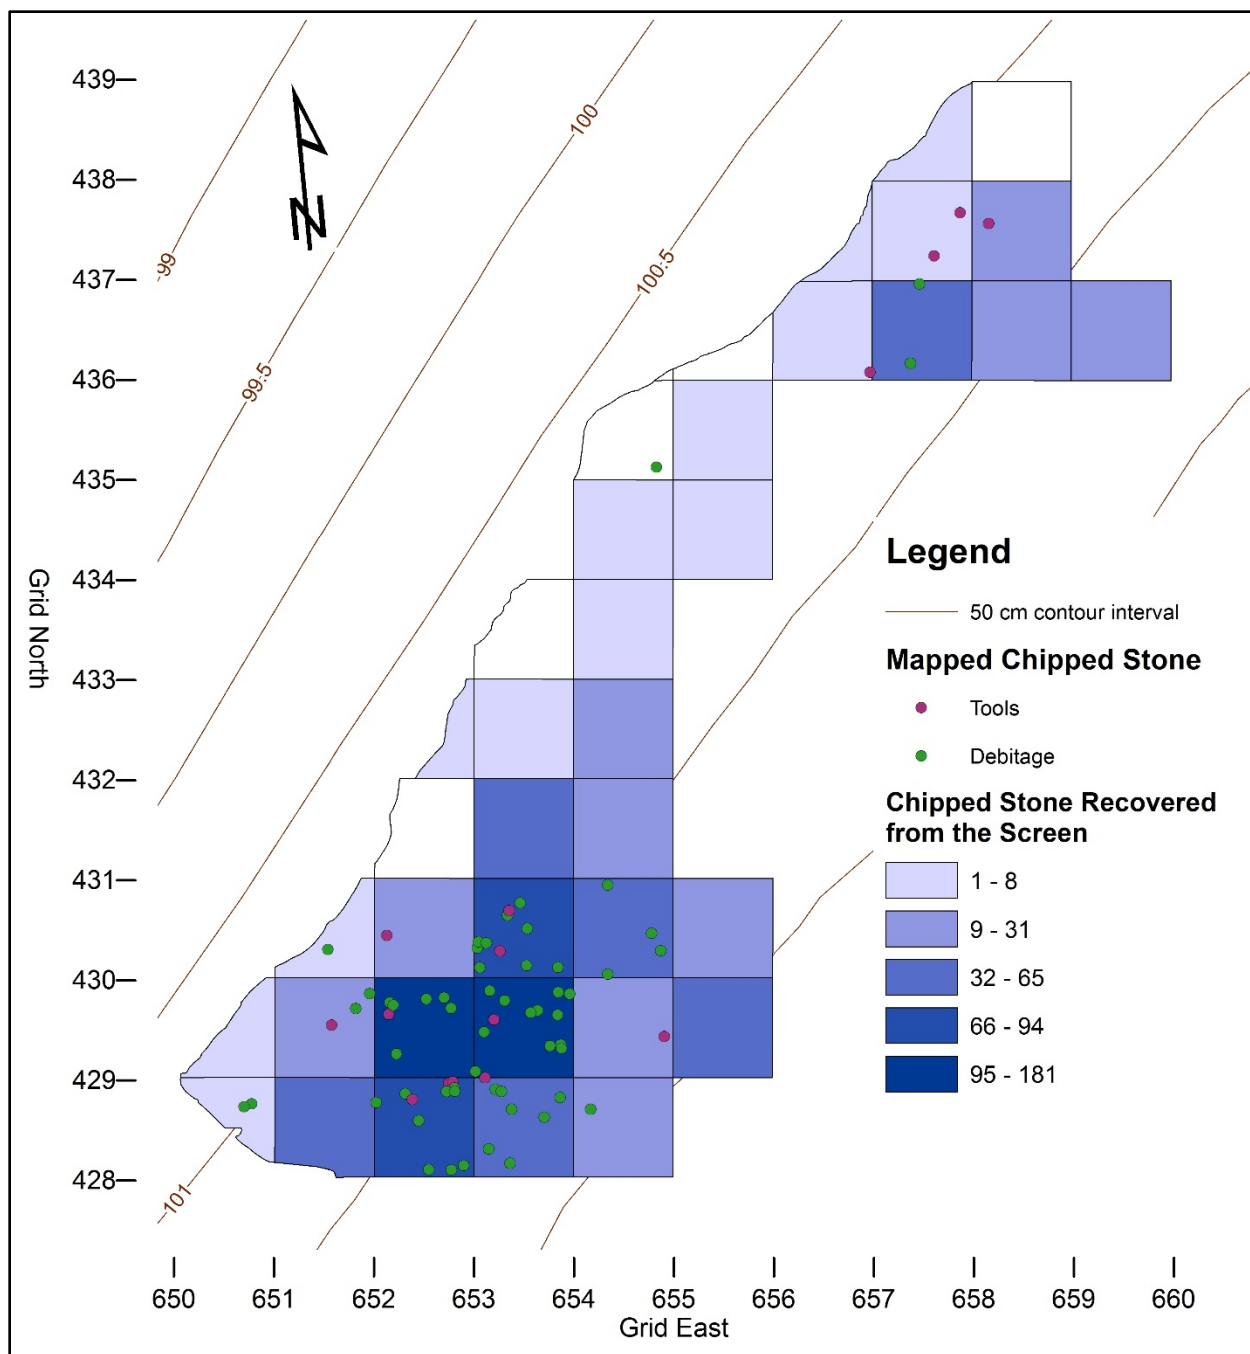 439
438
437
436
435
434
433
432
431
430
429
428
Grid North
N
99
99.5
100
100.5
101
Legend
50 cm contour interval
Mapped Chipped Stone
Tools
Debitage
Chipped Stone Recovered
from the Screen
1 - 8
9 - 31
32 - 65
66 - 94
95 - 181
650 651 652 653 654 655 656 657 658 659 660
Grid East